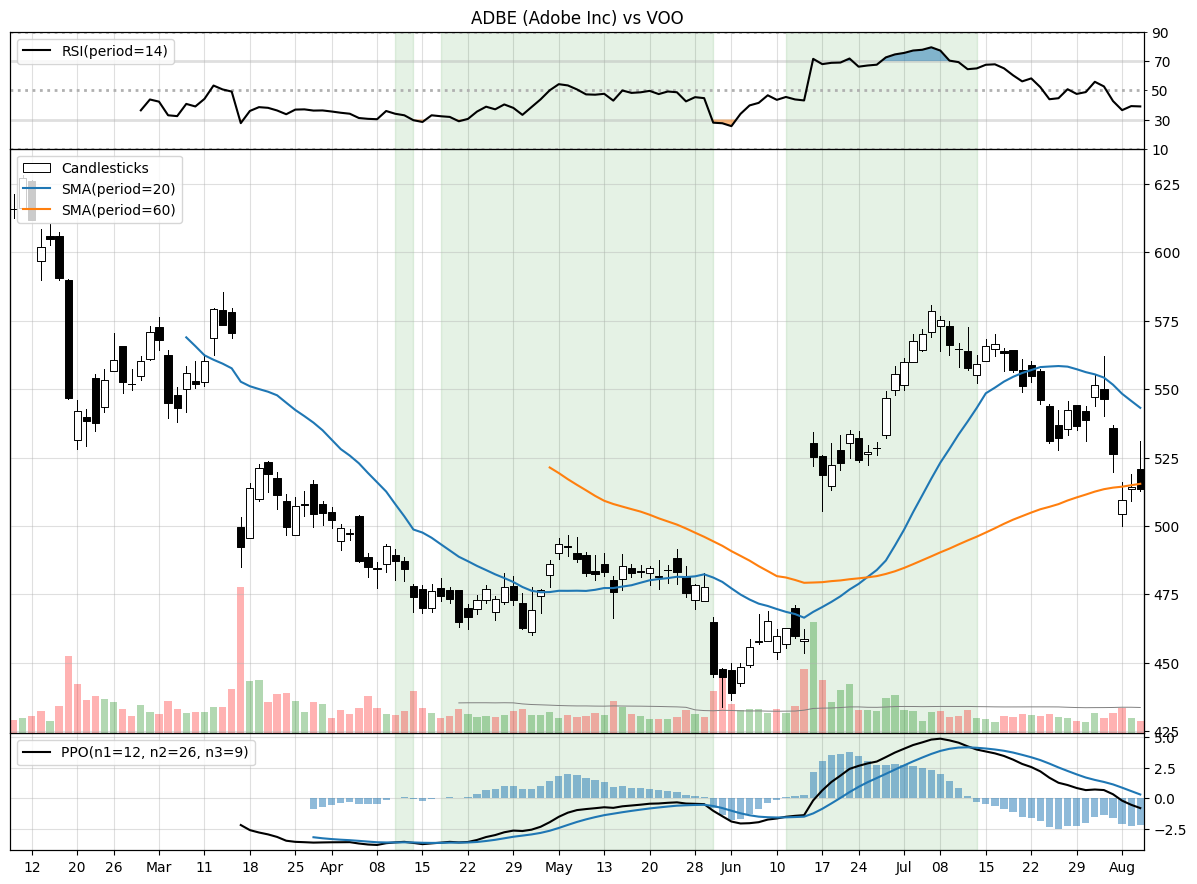 ADBE (Adobe Inc) vs VOO
RSI(period=14)
90
70
50
30
10
Candlesticks
SMA(period=20)
SMA(period=60)
625
600
575
550
525
500
475
450
425
PPO(n1=12, n2=26, n3=9)
5.0
2.5
0.0
−2.5
12 20 26 Mar 11 18 25 Apr 08 15 22 29 May 13 20 28 Jun 10 17 24 Jul 08 15 22 29 Aug